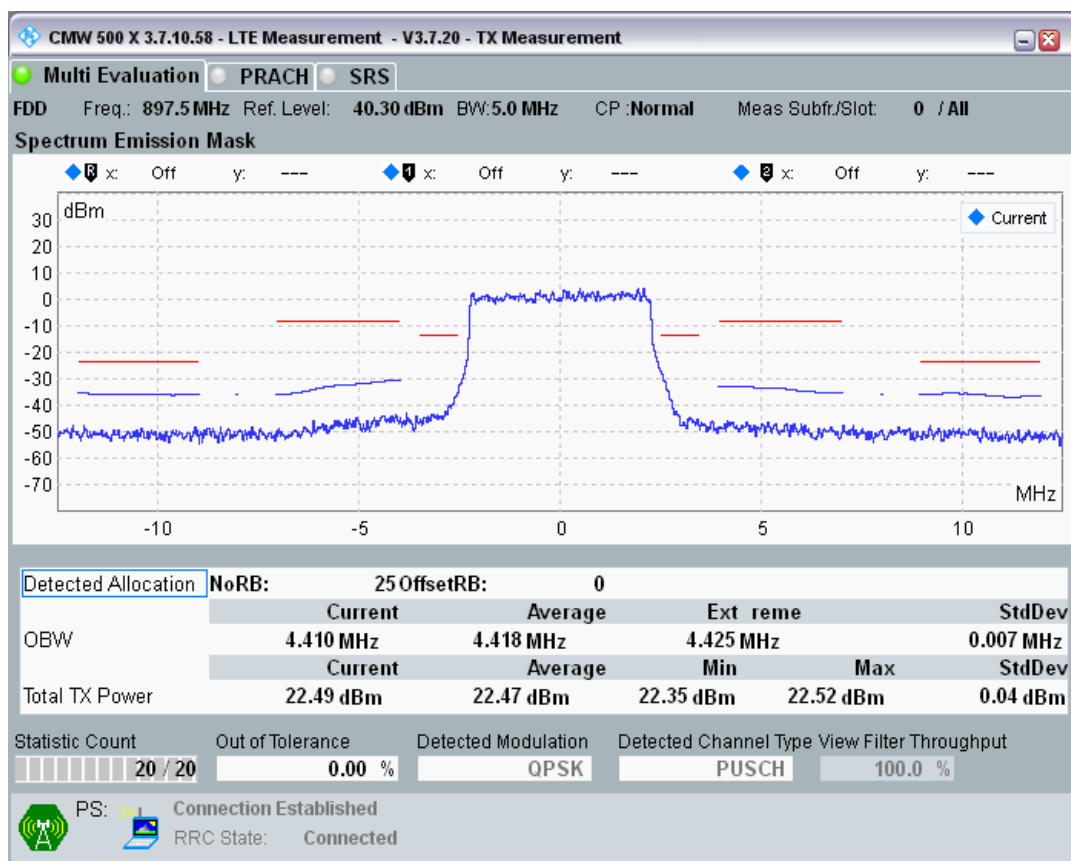 CMW 500 X 3.7.10.58 - LTE Measurement - V3.7.20 - TX Measurement
Multi Evaluation PRACH SRS
FDD Freq.: 897.5 MHz Ref. Level: 40.30 dBm BW:5.0 MHz CP :Normal Meas Subfr./Slot: 0 / All
Spectrum Emission Mask
R x: Off y: --- 1 x: Off y: --- 2 x: Off y: ---
dBm
Current
30
20
10
0
-10
-20
-30
-40
-50
-60
-70
MHz
-10 -5 0 5 10
Detected Allocation NoRB: 25 OffsetRB: 0
Current Average Ext reme StdDev
OBW 4.410 MHz 4.418 MHz 4.425 MHz 0.007 MHz
Current Average Min Max StdDev
Total TX Power 22.49 dBm 22.47 dBm 22.35 dBm 22.52 dBm 0.04 dBm
Statistic Count Out of Tolerance Detected Modulation Detected Channel Type View Filter Throughput
20 / 20 0.00 % QPSK PUSCH 100.0 %
PS: Connection Established
RRC State: Connected